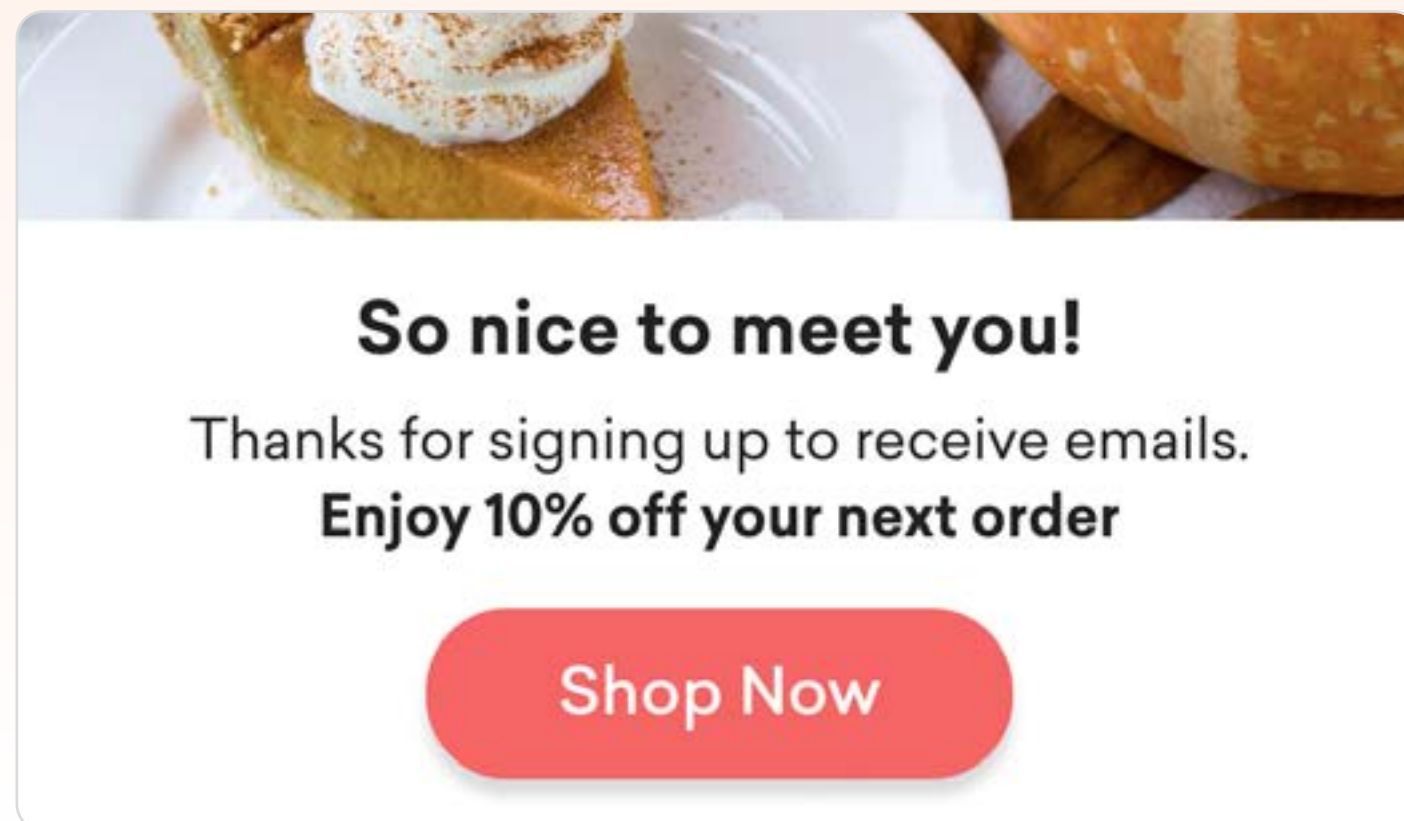 So nice to meet you!
Thanks for signing up to receive emails.
Enjoy 10% off your next order
Shop Now